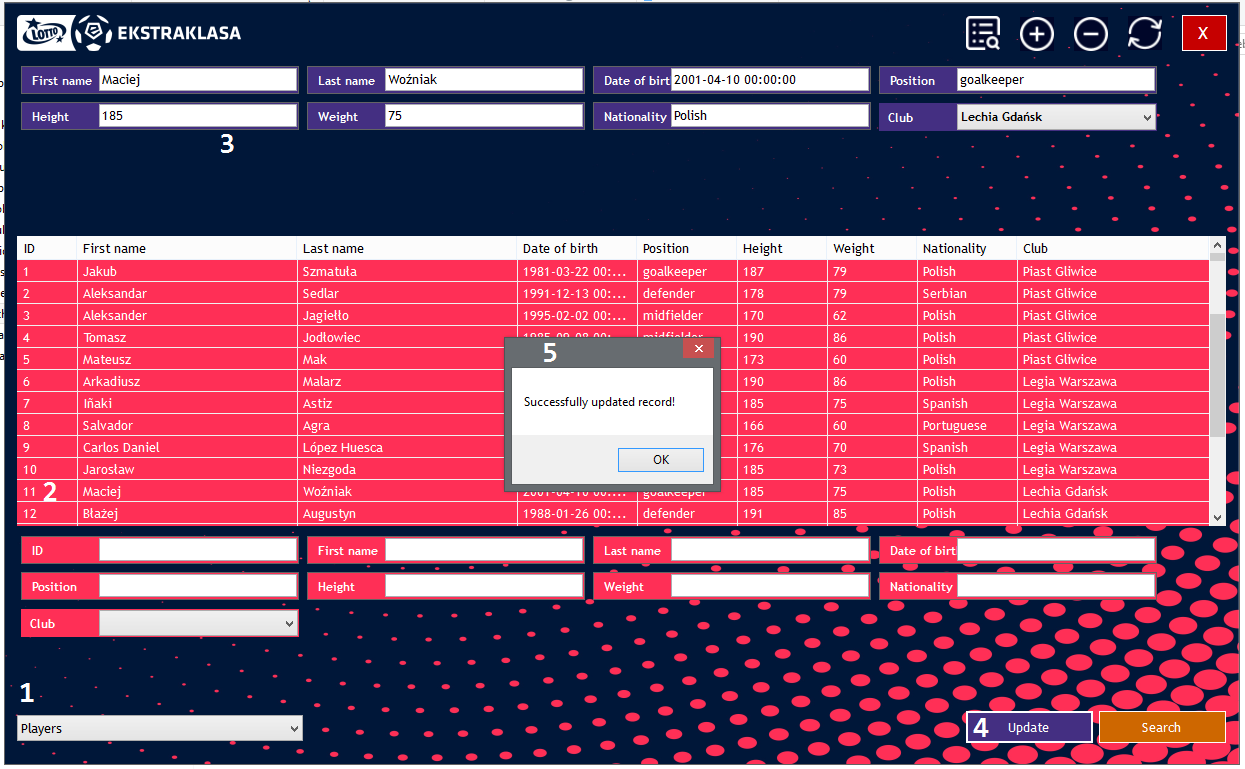 LOTTO EKSTRAKLASA X
First name Maciej Last name Woźniak Date of birt 2001-04-10 00:00:00 Position goalkeeper
Height 185 Weight 75 Nationality Polish Club Lechia Gdańsk
3
ID First name Last name Date of birth Position Height Weight Nationality Club
1 Jakub Szmatuła 1981-03-22 00:... goalkeeper 187 79 Polish Piast Gliwice
2 Aleksandar Sedlar 1991-12-13 00:... defender 178 79 Serbian Piast Gliwice
3 Aleksander Jagiełło 1995-02-02 00:... midfielder 170 62 Polish Piast Gliwice
4 Tomasz Jodłowiec 1985-09-08 00:... midfielder 190 86 Polish Piast Gliwice
5 Mateusz Mak 173 60 Polish Piast Gliwice
6 Arkadiusz Malarz 190 86 Polish Legia Warszawa
7 Iñaki Astiz 185 75 Spanish Legia Warszawa
8 Salvador Agra 166 60 Portuguese Legia Warszawa
9 Carlos Daniel López Huesca 176 70 Spanish Legia Warszawa
10 Jarosław Niezgoda 185 73 Polish Legia Warszawa
11 2 Maciej Woźniak 2001-04-10 00:... goalkeeper 185 75 Polish Lechia Gdańsk
12 Błażej Augustyn 1988-01-26 00:... defender 191 85 Polish Lechia Gdańsk
5
Successfully updated record!
OK
ID First name Last name Date of birt
Position Height Weight Nationality
Club
1
Players 4 Update Search